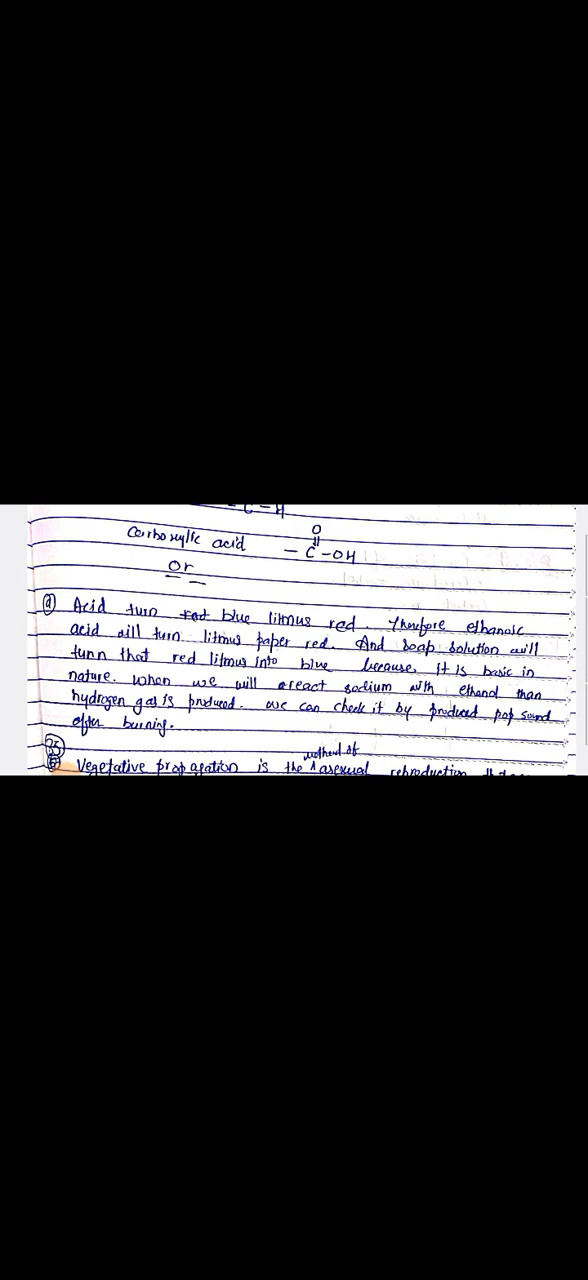 - C - H
O
||
Carboxylic acid - C - OH
Or
(a) Acid turn blue litmus red. Therefore ethanoic
acid will turn litmus paper red. And soap solution will
turn that red litmus into blue because, it is basic in
nature. When we will react sodium with ethanol than
hydrogen gas is produced. we can check it by produced pop sound
after burning.
25
method of
Vegetative propagation is the ^ asexual reproduction